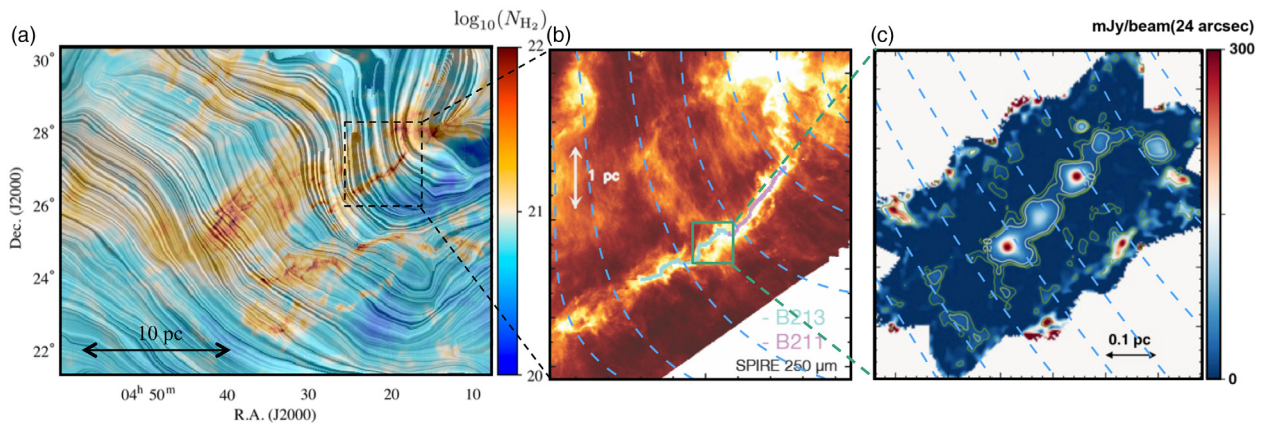 (a)
log₁₀(N_H₂)
30°
28°
26°
24°
22°
Dec. (J2000)
10 pc
04ʰ 50ᵐ
40
30
20
10
R.A. (J2000)
22
21
20
(b)
1 pc
- B213
- B211
SPIRE 250 µm
(c)
mJy/beam(24 arcsec)
300
0
0.1 pc